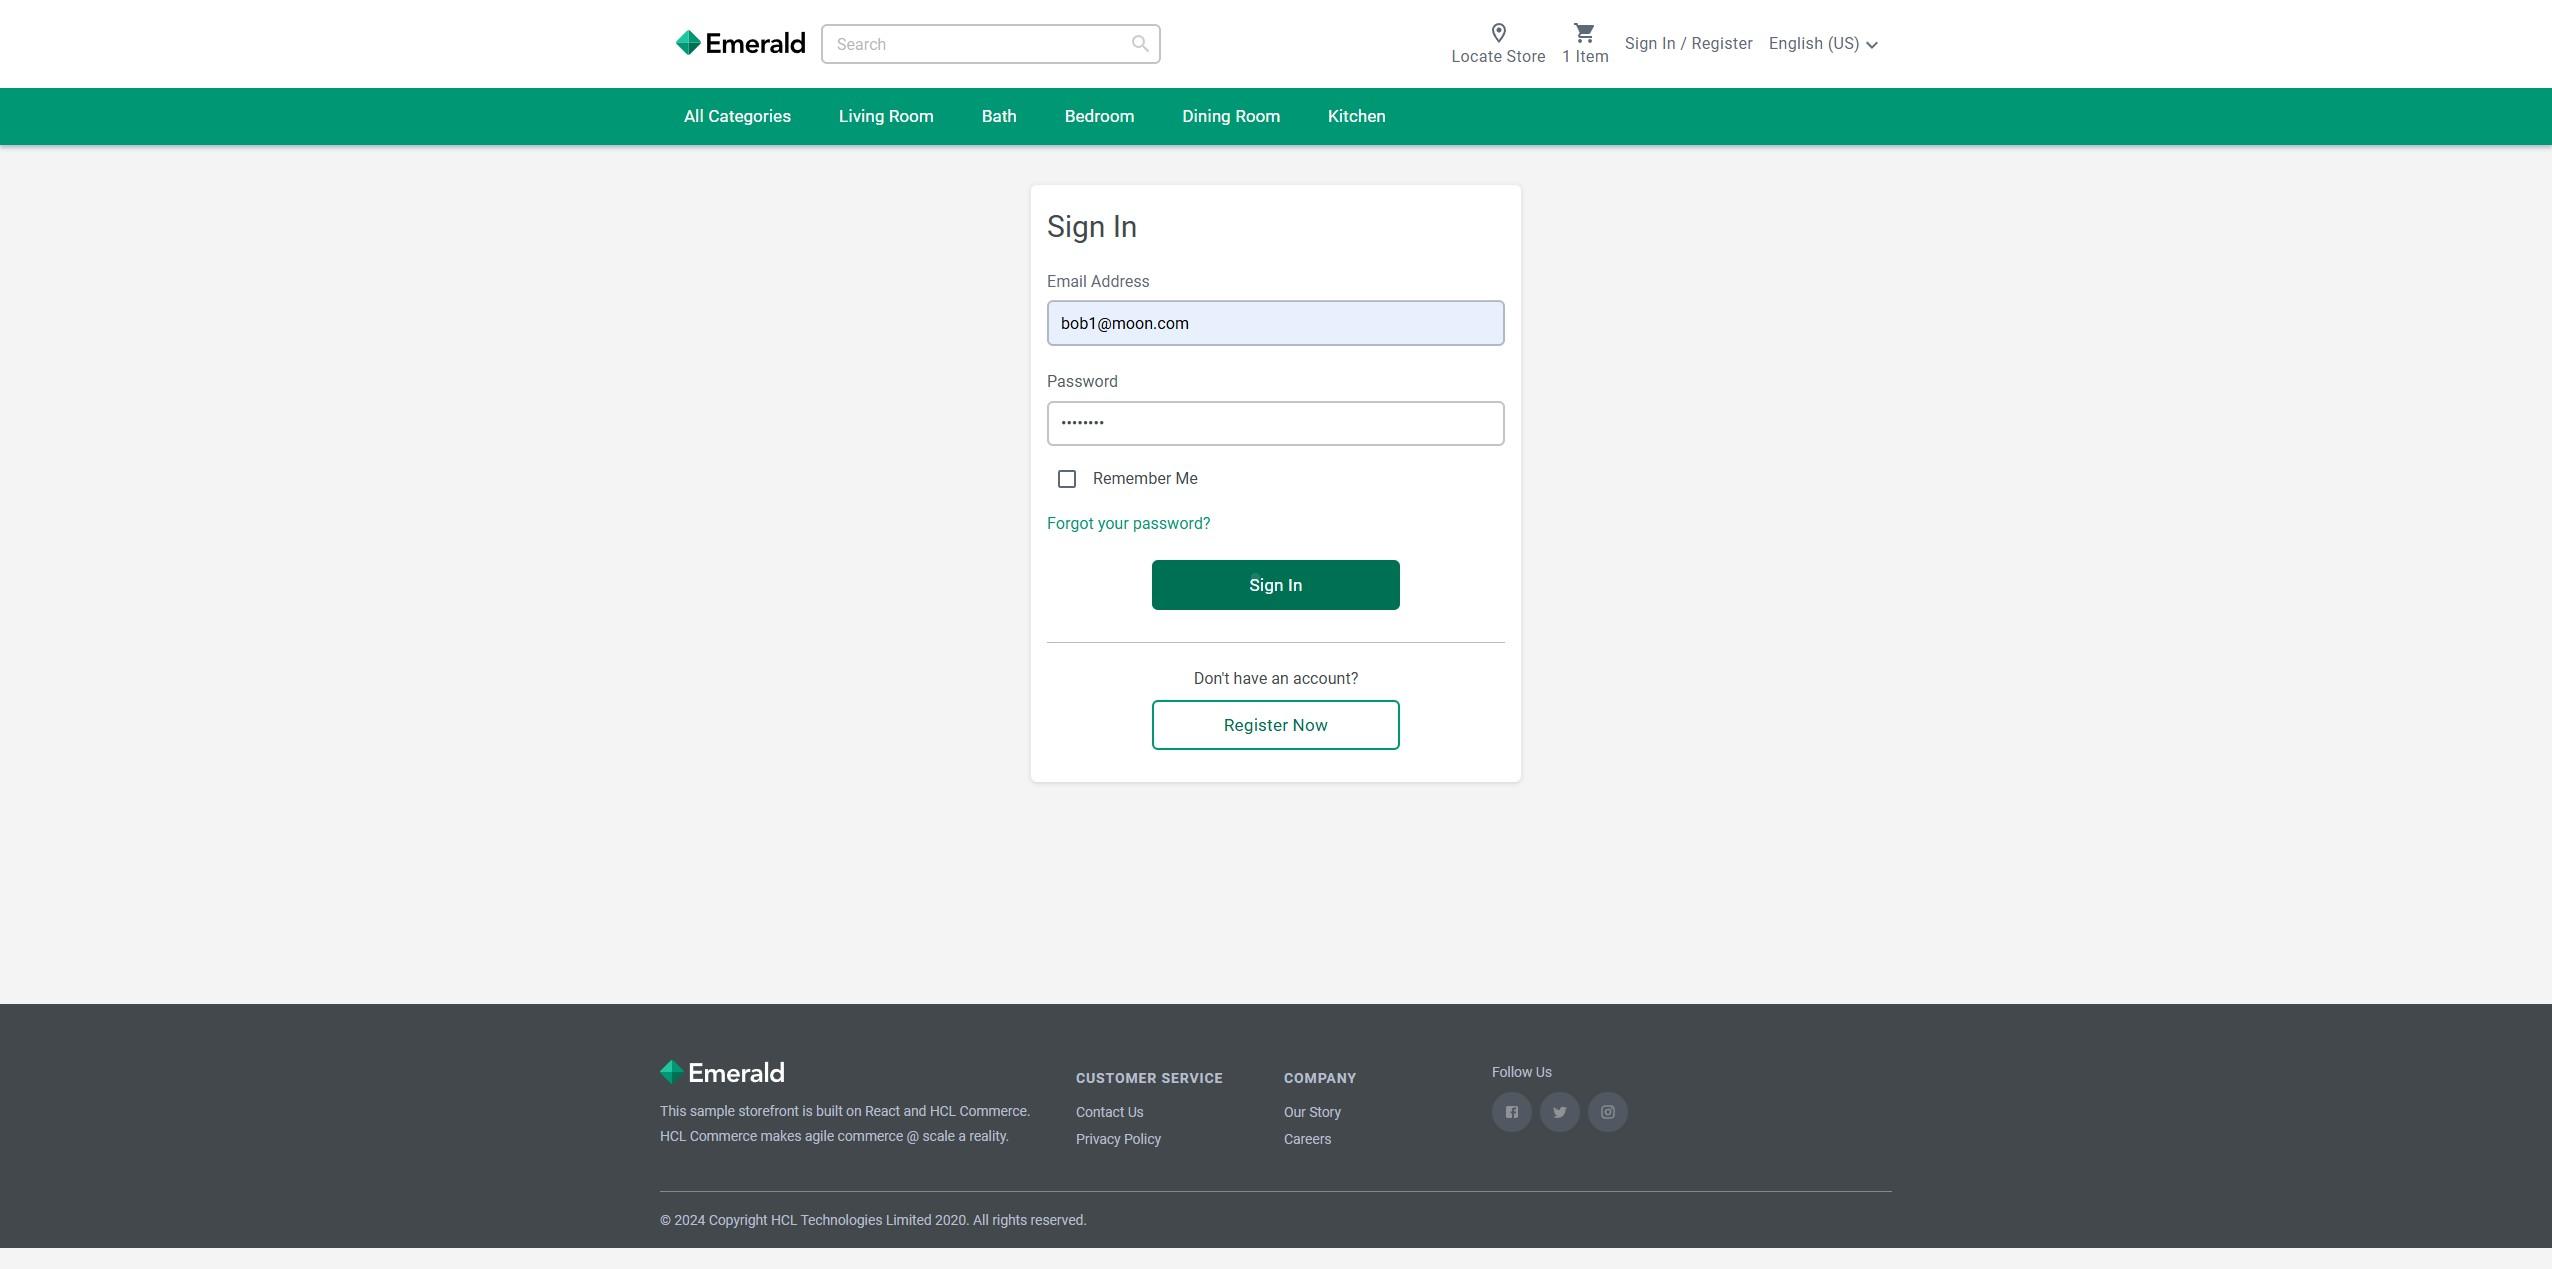 Emerald
Search
Locate Store
1 Item
Sign In / Register
English (US)
All Categories
Living Room
Bath
Bedroom
Dining Room
Kitchen
Sign In
Email Address
bob1@moon.com
Password
••••••••
Remember Me
Forgot your password?
Sign In
Don't have an account?
Register Now
Emerald
This sample storefront is built on React and HCL Commerce.
HCL Commerce makes agile commerce @ scale a reality.
CUSTOMER SERVICE
Contact Us
Privacy Policy
COMPANY
Our Story
Careers
Follow Us
© 2024 Copyright HCL Technologies Limited 2020. All rights reserved.